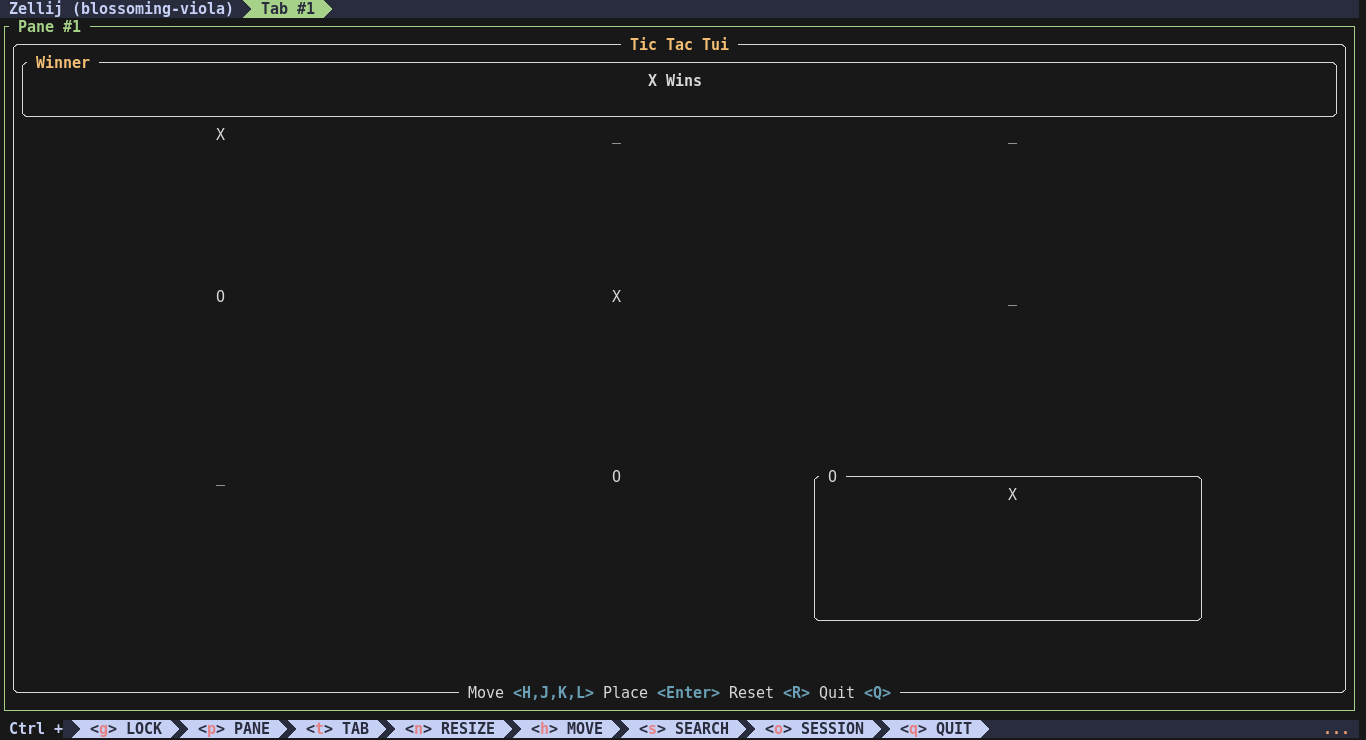 Zellij (blossoming-viola) Tab #1
Pane #1
Tic Tac Tui
Winner
X Wins
X _ _
O X _
_ O O
X
Move <H,J,K,L> Place <Enter> Reset <R> Quit <Q>
Ctrl + <g> LOCK <p> PANE <t> TAB <n> RESIZE <h> MOVE <s> SEARCH <o> SESSION <q> QUIT ...